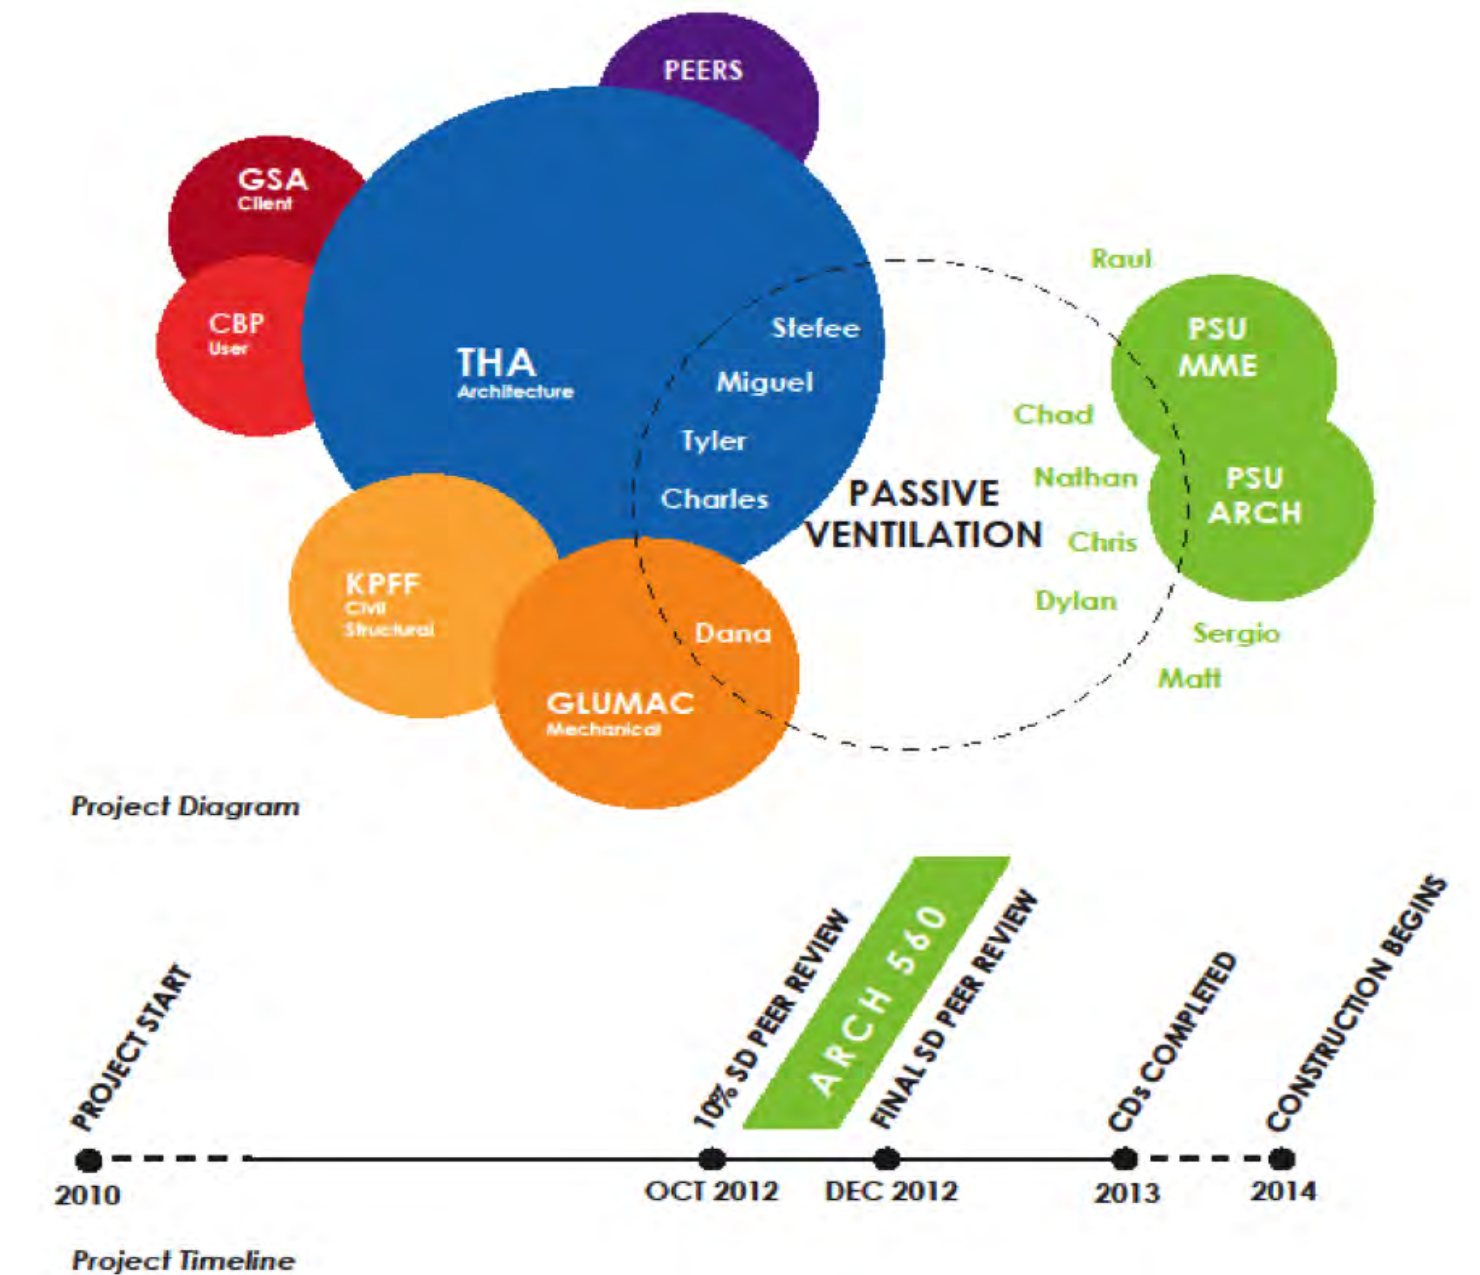 PEERS
GSA
Client
CBP
User
THA
Architecture
Stefee
Miguel
Tyler
Charles
PASSIVE
VENTILATION
Raul
PSU
MME
Chad
Nathan
PSU
ARCH
Chris
Dylan
Sergio
Matt
KPFF
Civil
Structural
Dana
GLUMAC
Mechanical
Project Diagram
PROJECT START
10% SD PEER REVIEW
ARCH 560
FINAL SD PEER REVIEW
CDs COMPLETED
CONSTRUCTION BEGINS
2010
OCT 2012
DEC 2012
2013
2014
Project Timeline